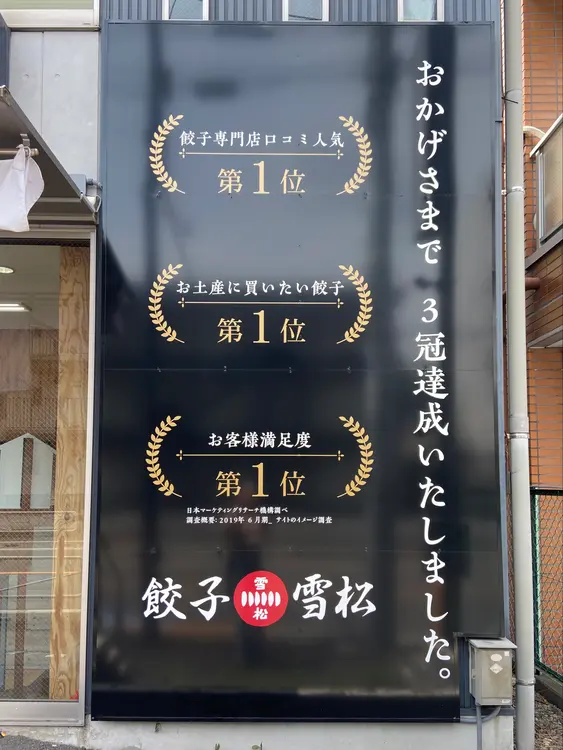 おかげさまで 3冠達成いたしました。
餃子専門店口コミ人気
第1位
お土産に買いたい餃子
第1位
お客様満足度
第1位
日本マーケティングリサーチ機構調べ
調査概要: 2019年 6月期_ サイトのイメージ調査
餃子
雪
松
雪松